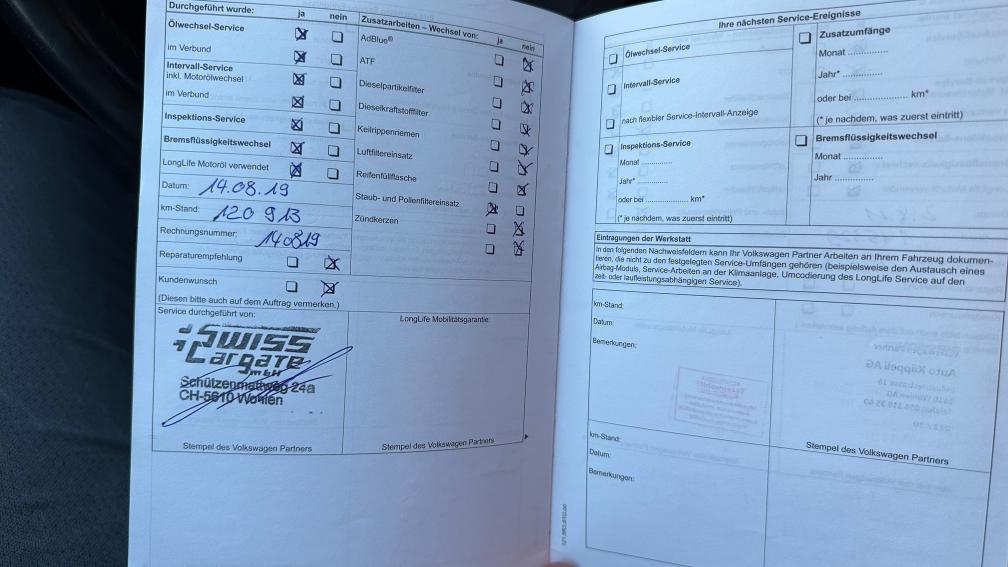 Durchgeführt wurde: ja nein
Ölwechsel-Service
im Verbund
Intervall-Service
inkl. Motorölwechsel
im Verbund
Inspektions-Service
Bremsflüssigkeitswechsel
LongLife Motoröl verwendet
Datum: 14.08.19
km-Stand: 120 913
Rechnungsnummer: 140819
Reparaturempfehlung
Kundenwunsch
(Diesen bitte auch auf dem Auftrag vermerken.)
Service durchgeführt von:
SWISS
Cargate
GmbH
Schützenmattweg 24a
CH-5610 Wohlen
Stempel des Volkswagen Partners
Zusatzarbeiten – Wechsel von: ja nein
AdBlue®
ATF
Dieselpartikelfilter
Dieselkraftstofffilter
Keilrippenriemen
Luftfiltereinsatz
Reifenfüllflasche
Staub- und Pollenfiltereinsatz
Zündkerzen
LongLife Mobilitätsgarantie:
Stempel des Volkswagen Partners
Ihre nächsten Service-Ereignisse
Ölwechsel-Service
Intervall-Service
nach flexibler Service-Intervall-Anzeige
Inspektions-Service
Monat ...........
Jahr* ...........
oder bei .................. km*
(* je nachdem, was zuerst eintritt)
Zusatzumfänge
Monat ..............
Jahr* ..............
oder bei .................. km*
(* je nachdem, was zuerst eintritt)
Bremsflüssigkeitswechsel
Monat ..............
Jahr ..............
Eintragungen der Werkstatt
In den folgenden Nachweisfeldern kann Ihr Volkswagen Partner Arbeiten an Ihrem Fahrzeug dokumen-
tieren, die nicht zu den festgelegten Service-Umfängen gehören (beispielsweise den Austausch eines
Airbag-Moduls, Service-Arbeiten an der Klimaanlage, Umcodierung des LongLife Service auf den
zeit- oder laufleistungsabhängigen Service).
km-Stand:
Datum:
Bemerkungen:
Stempel des Volkswagen Partners
km-Stand:
Datum:
Bemerkungen: